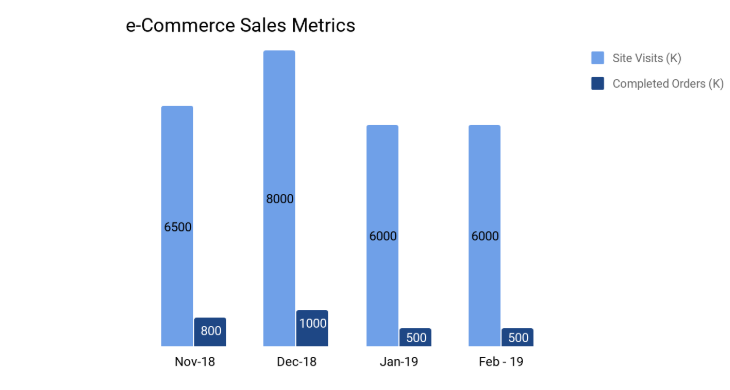 e-Commerce Sales Metrics
Site Visits (K)
Completed Orders (K)
6500
800
8000
1000
6000
500
6000
500
Nov-18
Dec-18
Jan-19
Feb - 19